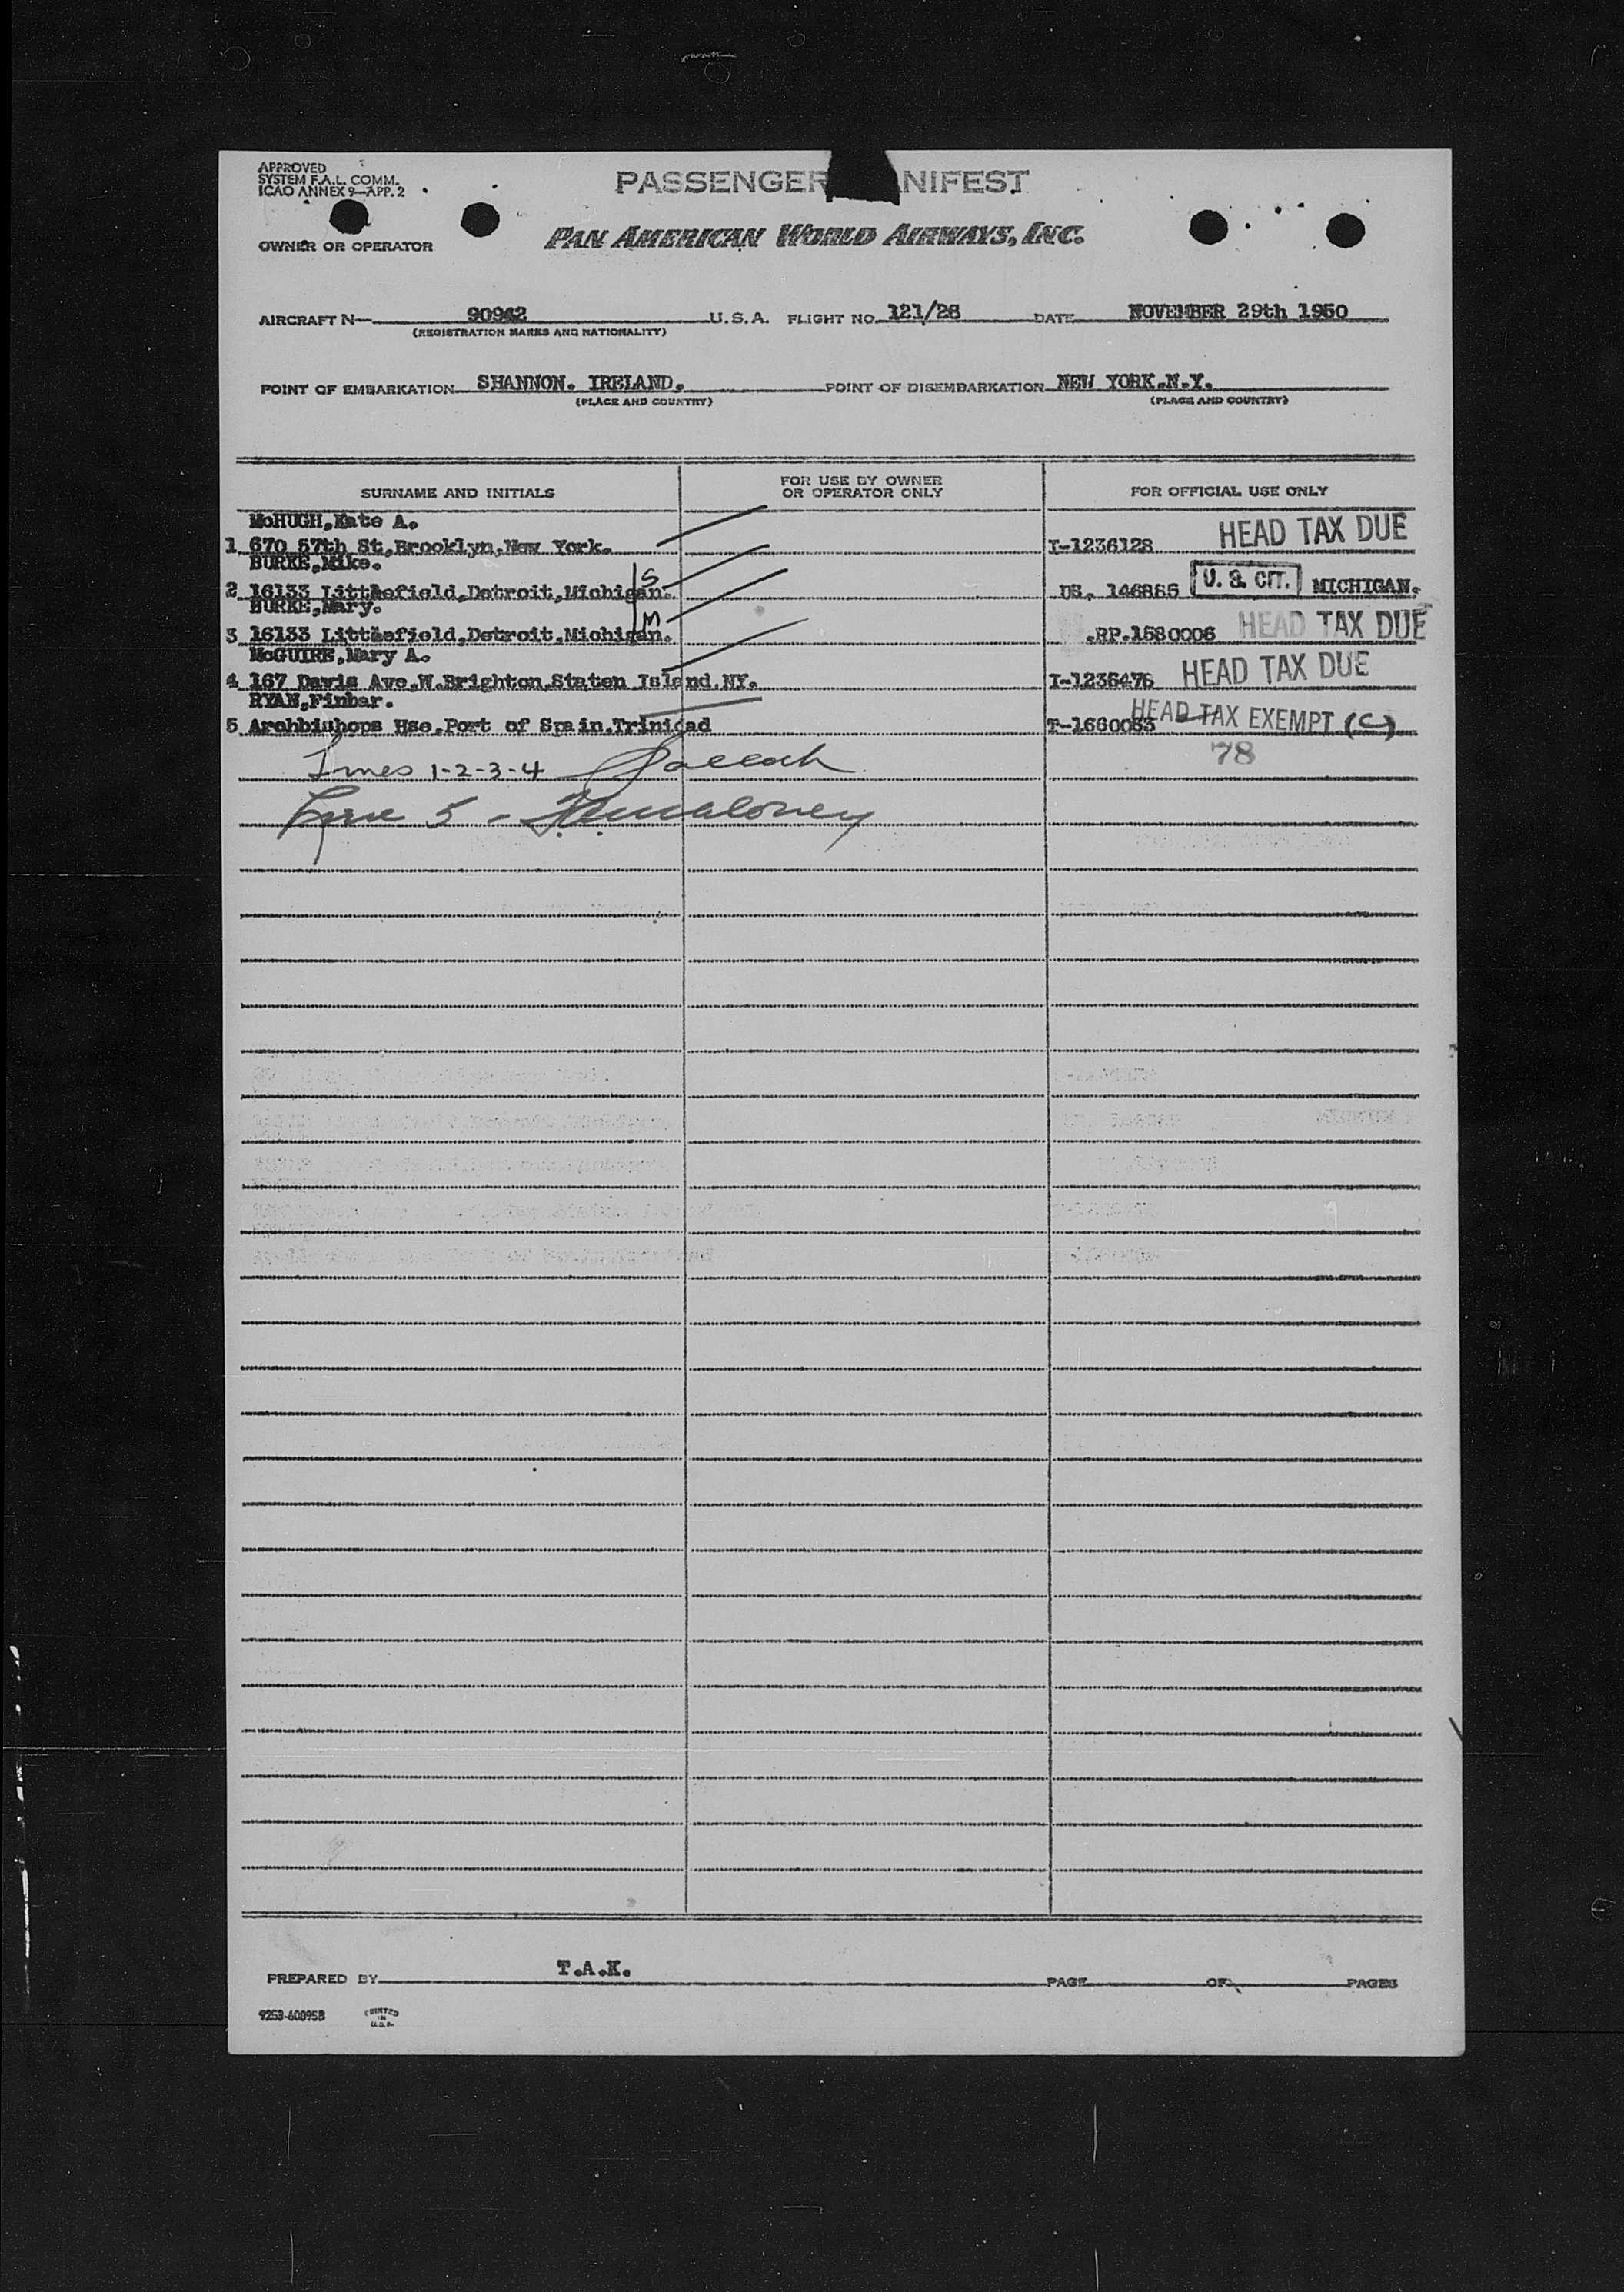 APPROVED
SYSTEM F.A.L. COMM.
ICAO ANNEX 9—APP. 2
PASSENGER NIFEST
OWNER OR OPERATOR PAN AMERICAN WORLD AIRWAYS, INC.
AIRCRAFT N— 90942 U.S.A. FLIGHT NO. 121/28 DATE NOVEMBER 29th 1950
(REGISTRATION MARKS AND NATIONALITY)
POINT OF EMBARKATION SHANNON. IRELAND. POINT OF DISEMBARKATION NEW YORK.N.Y.
(PLACE AND COUNTRY) (PLACE AND COUNTRY)
SURNAME AND INITIALS FOR USE BY OWNER OR OPERATOR ONLY FOR OFFICIAL USE ONLY
McHUGH,Kate A.
1 670 57th St.Brooklyn.New York. I-1236128 HEAD TAX DUE
BURKE,Mike. S
2 16133 Littlefield,Detroit,Michigan. US. 146885 U. S. CIT. MICHIGAN.
BURKE,Mary. M
3 16133 Littlefield,Detroit.Michigan. .RP.1580006 HEAD TAX DUE
McGUIRE,Mary A.
4 167 Davis Ave.W.Brighton,Staten Island.NY. I-1236476 HEAD TAX DUE
RYAN,Finbar.
5 Archbishops Hse.Port of Spain.Trinidad T-1660053 HEAD TAX EXEMPT (C)
Lines 1-2-3-4 78
Line 5 - Maloney
PREPARED BY T.A.K. PAGE OF PAGES
9253-60095B PRINTED IN U.S.A.